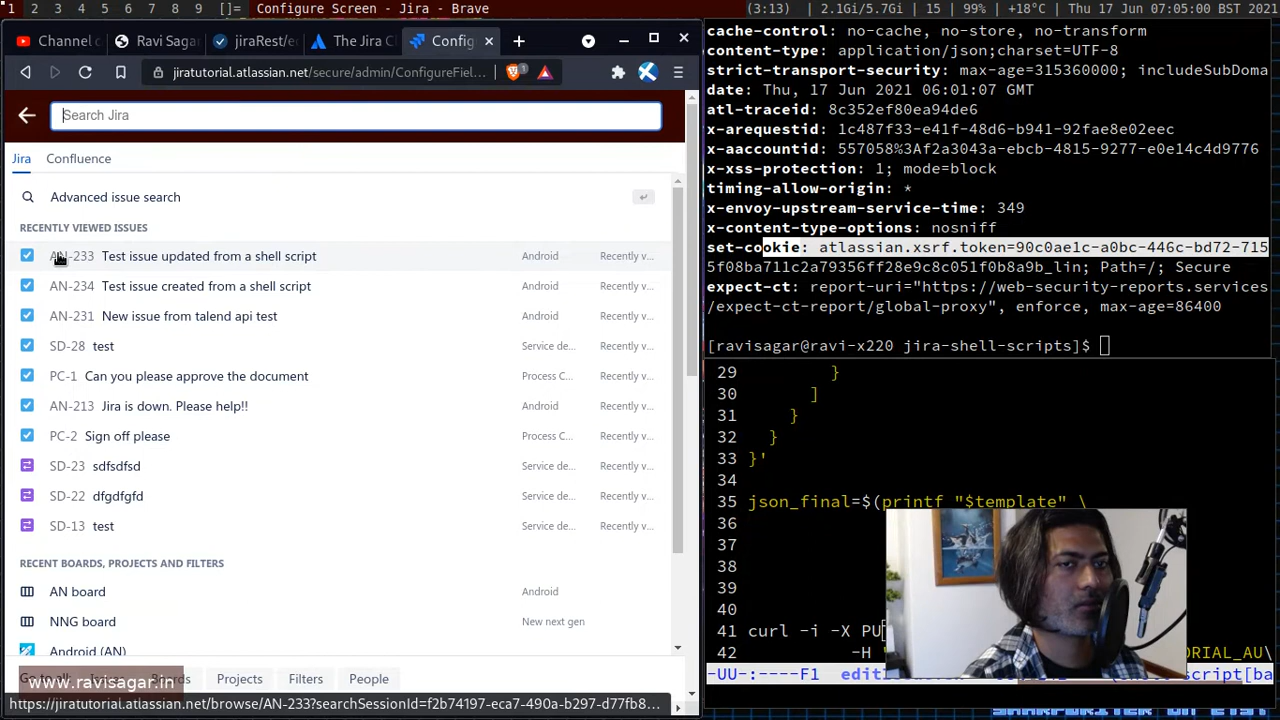 1 2 3 4 5 6 7 8 9 []= Configure Screen - Jira - Brave (3:13) | 2.1Gi/5.7Gi | 15 | 99% | +18°C | Thu 17 Jun 07:05:00 BST 2021
Channel c Ravi Sagar jiraRest/e The Jira C Config × +
jiratutorial.atlassian.net/secure/admin/ConfigureFiel...
Search Jira
Jira Confluence
Advanced issue search
RECENTLY VIEWED ISSUES
AN-233 Test issue updated from a shell script Android Recently v...
AN-234 Test issue created from a shell script Android Recently v...
AN-231 New issue from talend api test Android Recently v...
SD-28 test Service de... Recently v...
PC-1 Can you please approve the document Process C... Recently v...
AN-213 Jira is down. Please help!! Android Recently v...
PC-2 Sign off please Process C... Recently v...
SD-23 sdfsdfsd Service de... Recently v...
SD-22 dfgdfgfd Service de... Recently v...
SD-13 test Service de... Recently v...
RECENT BOARDS, PROJECTS AND FILTERS
AN board Android
NNG board New next gen
Android (AN)
www.ravisagar.in
Projects Filters People
https://jiratutorial.atlassian.net/browse/AN-233?searchSessionId=f2b74197-eca7-490a-b297-d77fb8...
cache-control: no-cache, no-store, no-transform
content-type: application/json;charset=UTF-8
strict-transport-security: max-age=315360000; includeSubDoma
date: Thu, 17 Jun 2021 06:01:07 GMT
atl-traceid: 8c352ef80ea94de6
x-arequestid: 1c487f33-e41f-48d6-b941-92fae8e02eec
x-aaccountid: 557058%3Af2a3043a-ebcb-4815-9277-e0e14c4d9776
x-xss-protection: 1; mode=block
timing-allow-origin: *
x-envoy-upstream-service-time: 349
x-content-type-options: nosniff
set-cookie: atlassian.xsrf.token=90c0ae1c-a0bc-446c-bd72-715
5f08ba711c2a79356ff28e9c8c051f0b8a9b_lin; Path=/; Secure
expect-ct: report-uri="https://web-security-reports.services
/expect-ct-report/global-proxy", enforce, max-age=86400
[ravisagar@ravi-x220 jira-shell-scripts]$
29 }
30 ]
31 }
32 }
33 }'
34
35 json_final=$(printf "$template" \
36
37
38
39
40
41 curl -i -X PU
42 -H ORIAL_AU\
-UU-:----F1 script[ba